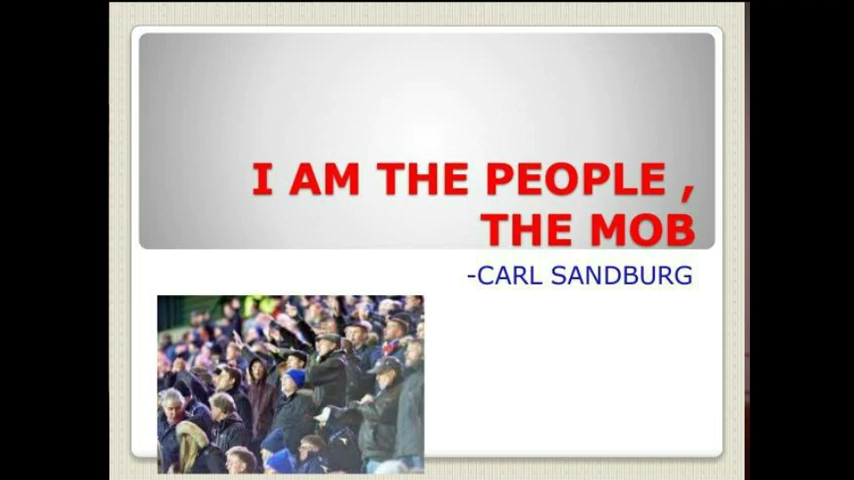 I AM THE PEOPLE ,
THE MOB
-CARL SANDBURG